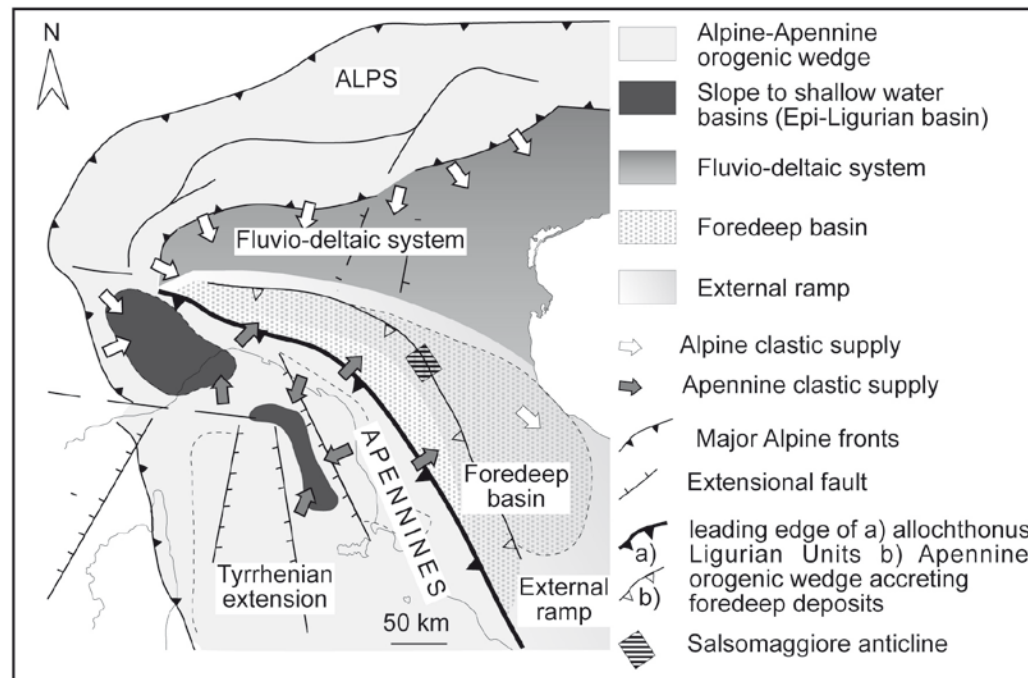 N
ALPS
Fluvio-deltaic system
APENNINES
Foredeep
basin
Tyrrhenian
extension
External
ramp
50 km
Alpine-Apennine
orogenic wedge
Slope to shallow water
basins (Epi-Ligurian basin)
Fluvio-deltaic system
Foredeep basin
External ramp
Alpine clastic supply
Apennine clastic supply
Major Alpine fronts
Extensional fault
leading edge of a) allochthonus
a) Ligurian Units b) Apennine
orogenic wedge accreting
b) foredeep deposits
Salsomaggiore anticline